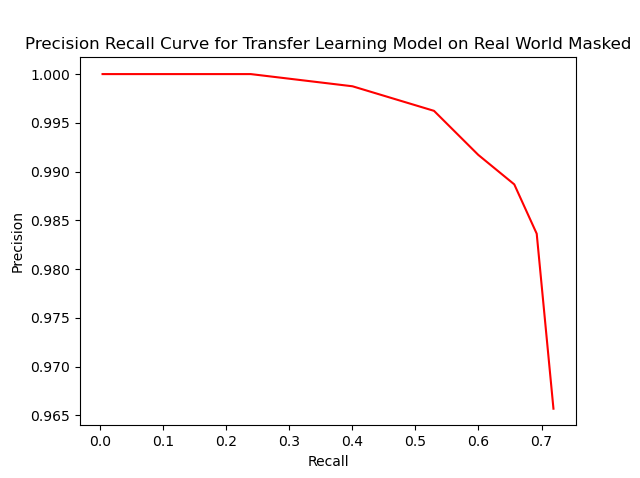 Precision Recall Curve for Transfer Learning Model on Real World Masked
1.000
0.995
0.990
0.985
0.980
0.975
0.970
0.965
Precision
0.0 0.1 0.2 0.3 0.4 0.5 0.6 0.7
Recall